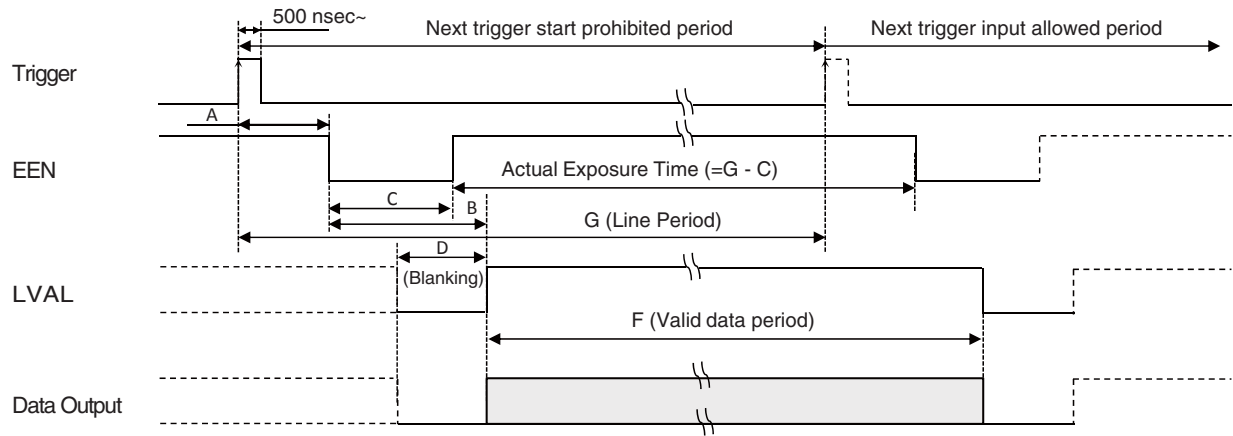 500 nsec~
Next trigger start prohibited period
Next trigger input allowed period
Trigger
A
EEN
Actual Exposure Time (=G - C)
C
B
G (Line Period)
D
(Blanking)
LVAL
F (Valid data period)
Data Output